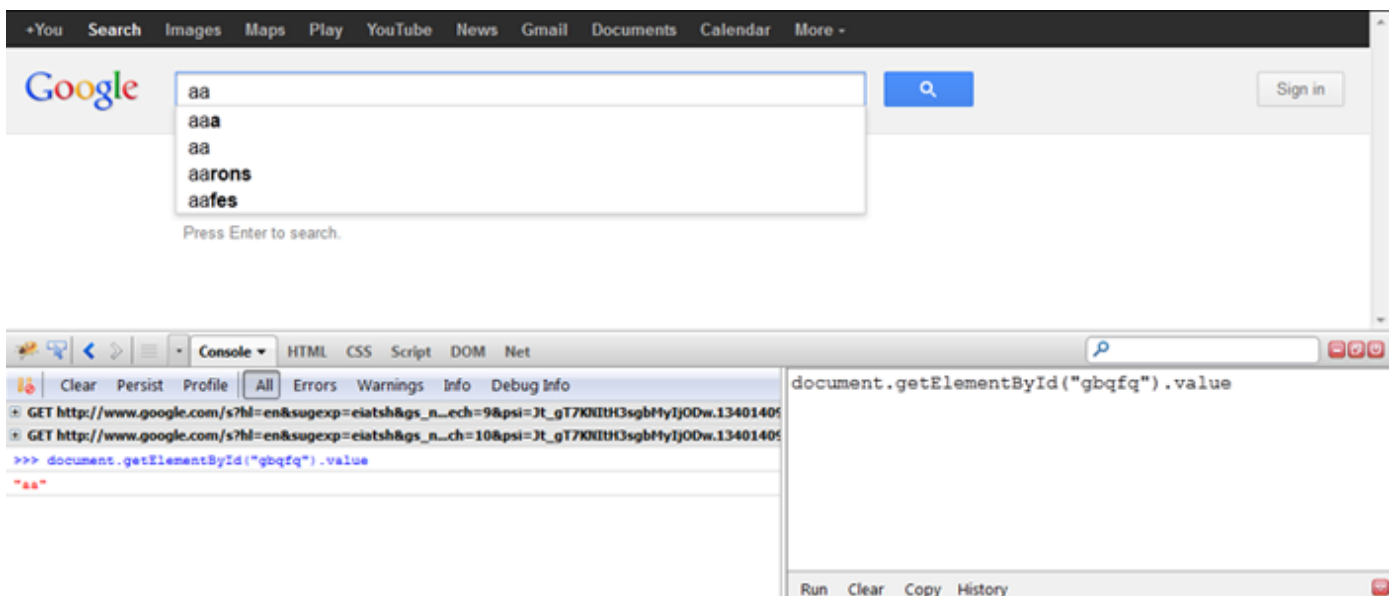 +You Search Images Maps Play YouTube News Gmail Documents Calendar More
Google aa Sign in
aaa
aa
aarons
aafes
Press Enter to search.
Console HTML CSS Script DOM Net
Clear Persist Profile All Errors Warnings Info Debug Info
document.getElementById("gbqfq").value
GET http://www.google.com/s?hl=en&sugexp=eiatsh&gs_n...ech=9&psi=
GET http://www.google.com/s?hl=en&sugexp=eiatsh&gs_n...ch=10&psi=
>>> document.getElementById("gbqfq").value
"aa"
Run Clear Copy History